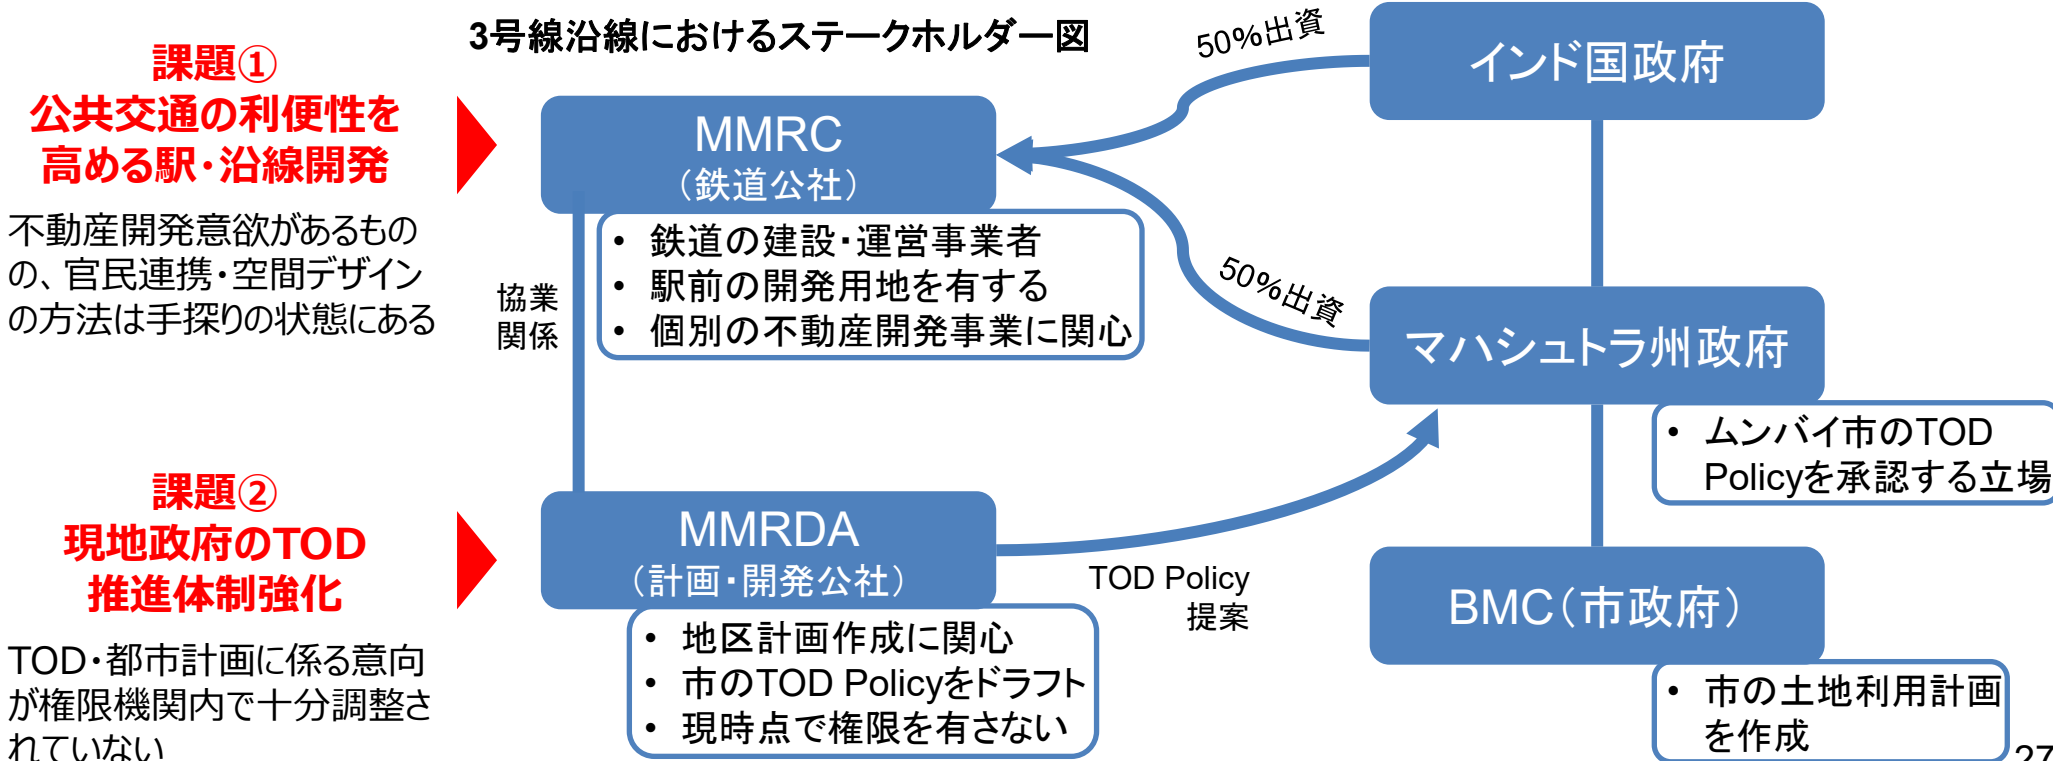 3号線沿線におけるステークホルダー図
課題①
公共交通の利便性を
高める駅・沿線開発
不動産開発意欲があるもの
の、官民連携・空間デザイン
の方法は手探りの状態にある
課題②
現地政府のTOD
推進体制強化
TOD・都市計画に係る意向
が権限機関内で十分調整さ
れていない
MMRC
（鉄道公社）
• 鉄道の建設・運営事業者
• 駅前の開発用地を有する
• 個別の不動産開発事業に関心
協業
関係
MMRDA
（計画・開発公社）
• 地区計画作成に関心
• 市のTOD Policyをドラフト
• 現時点で権限を有さない
50%出資
50%出資
TOD Policy
提案
インド国政府
マハシュトラ州政府
• ムンバイ市のTOD
Policyを承認する立場
BMC（市政府）
• 市の土地利用計画
を作成
27